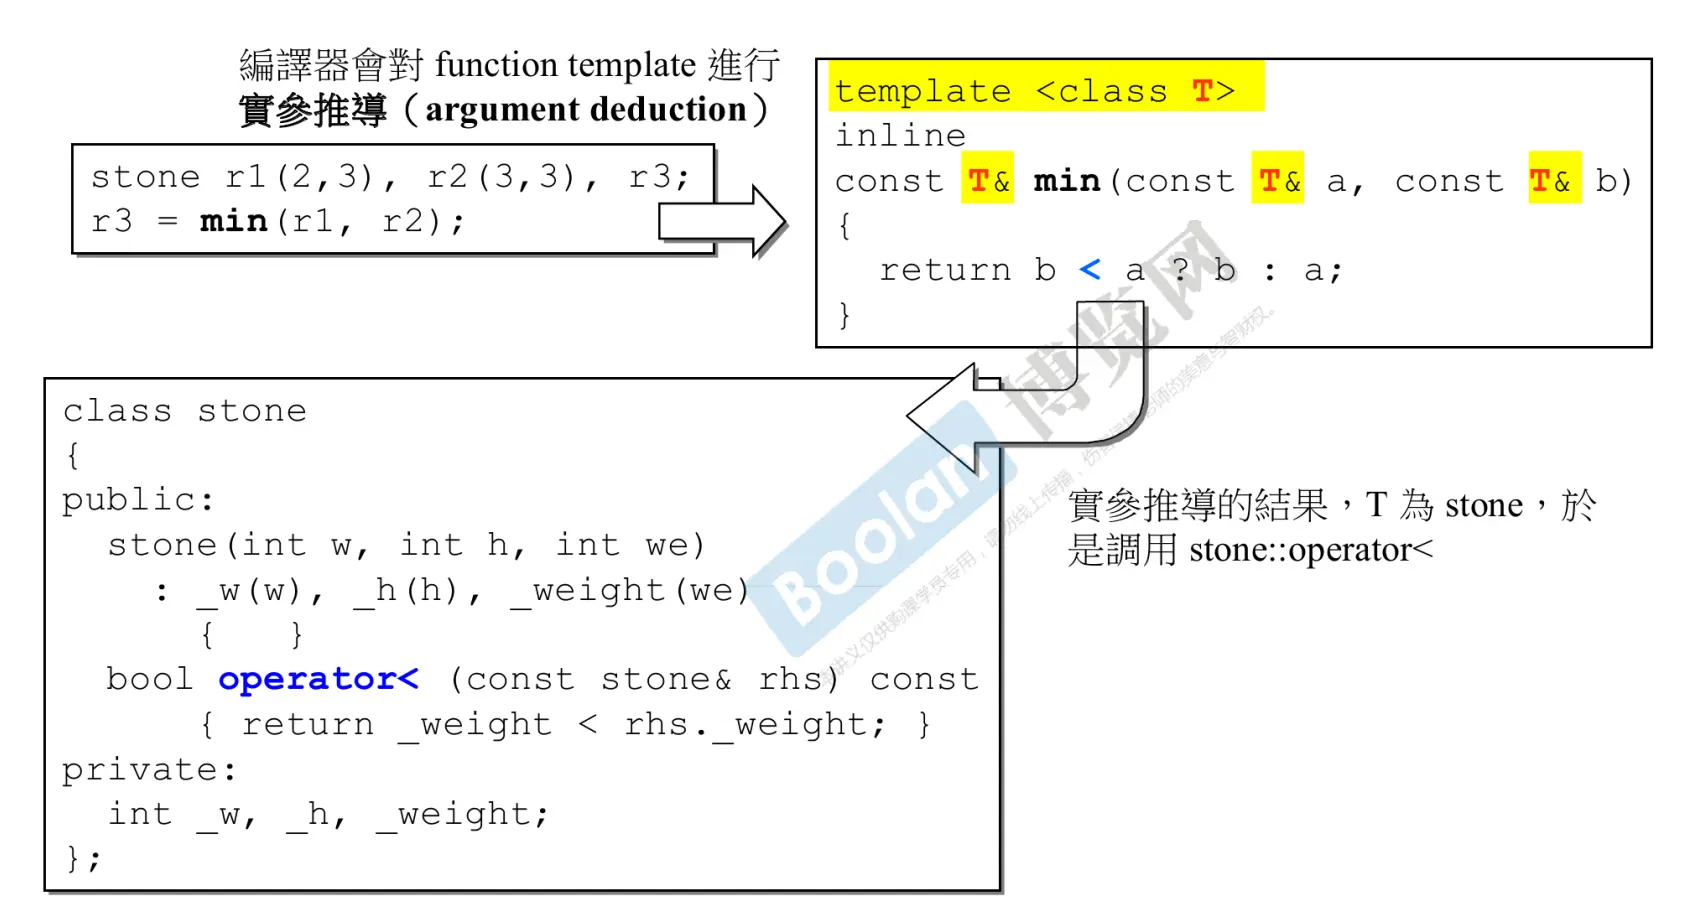 編譯器會對 function template 進行
實參推導（argument deduction）
stone r1(2,3), r2(3,3), r3;
r3 = min(r1, r2);
template <class T>
inline
const T& min(const T& a, const T& b)
{
  return b < a ? b : a;
}
class stone
{
public:
  stone(int w, int h, int we)
    : _w(w), _h(h), _weight(we)
      {   }
  bool operator< (const stone& rhs) const
      { return _weight < rhs._weight; }
private:
  int _w, _h, _weight;
};
實參推導的結果，T 為 stone，於
是調用 stone::operator<
Boolan
博览网